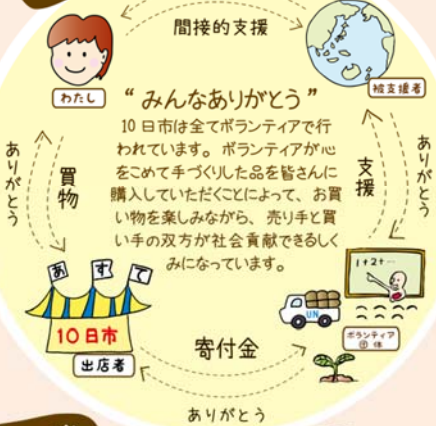 間接的支援
わたし
被支援者
“みんなありがとう”
10日市は全てボランティアで行
われています。ボランティアが心
をこめて手づくりした品を皆さんに
購入していただくことによって、お買
い物を楽しみながら、売り手と買
い手の双方が社会貢献できるしく
みになっています。
ありがとう
買物
支援
ありがとう
あ す て
10日市
出店者
1+2+…
UN
ボランティア
団体
寄付金
ありがとう